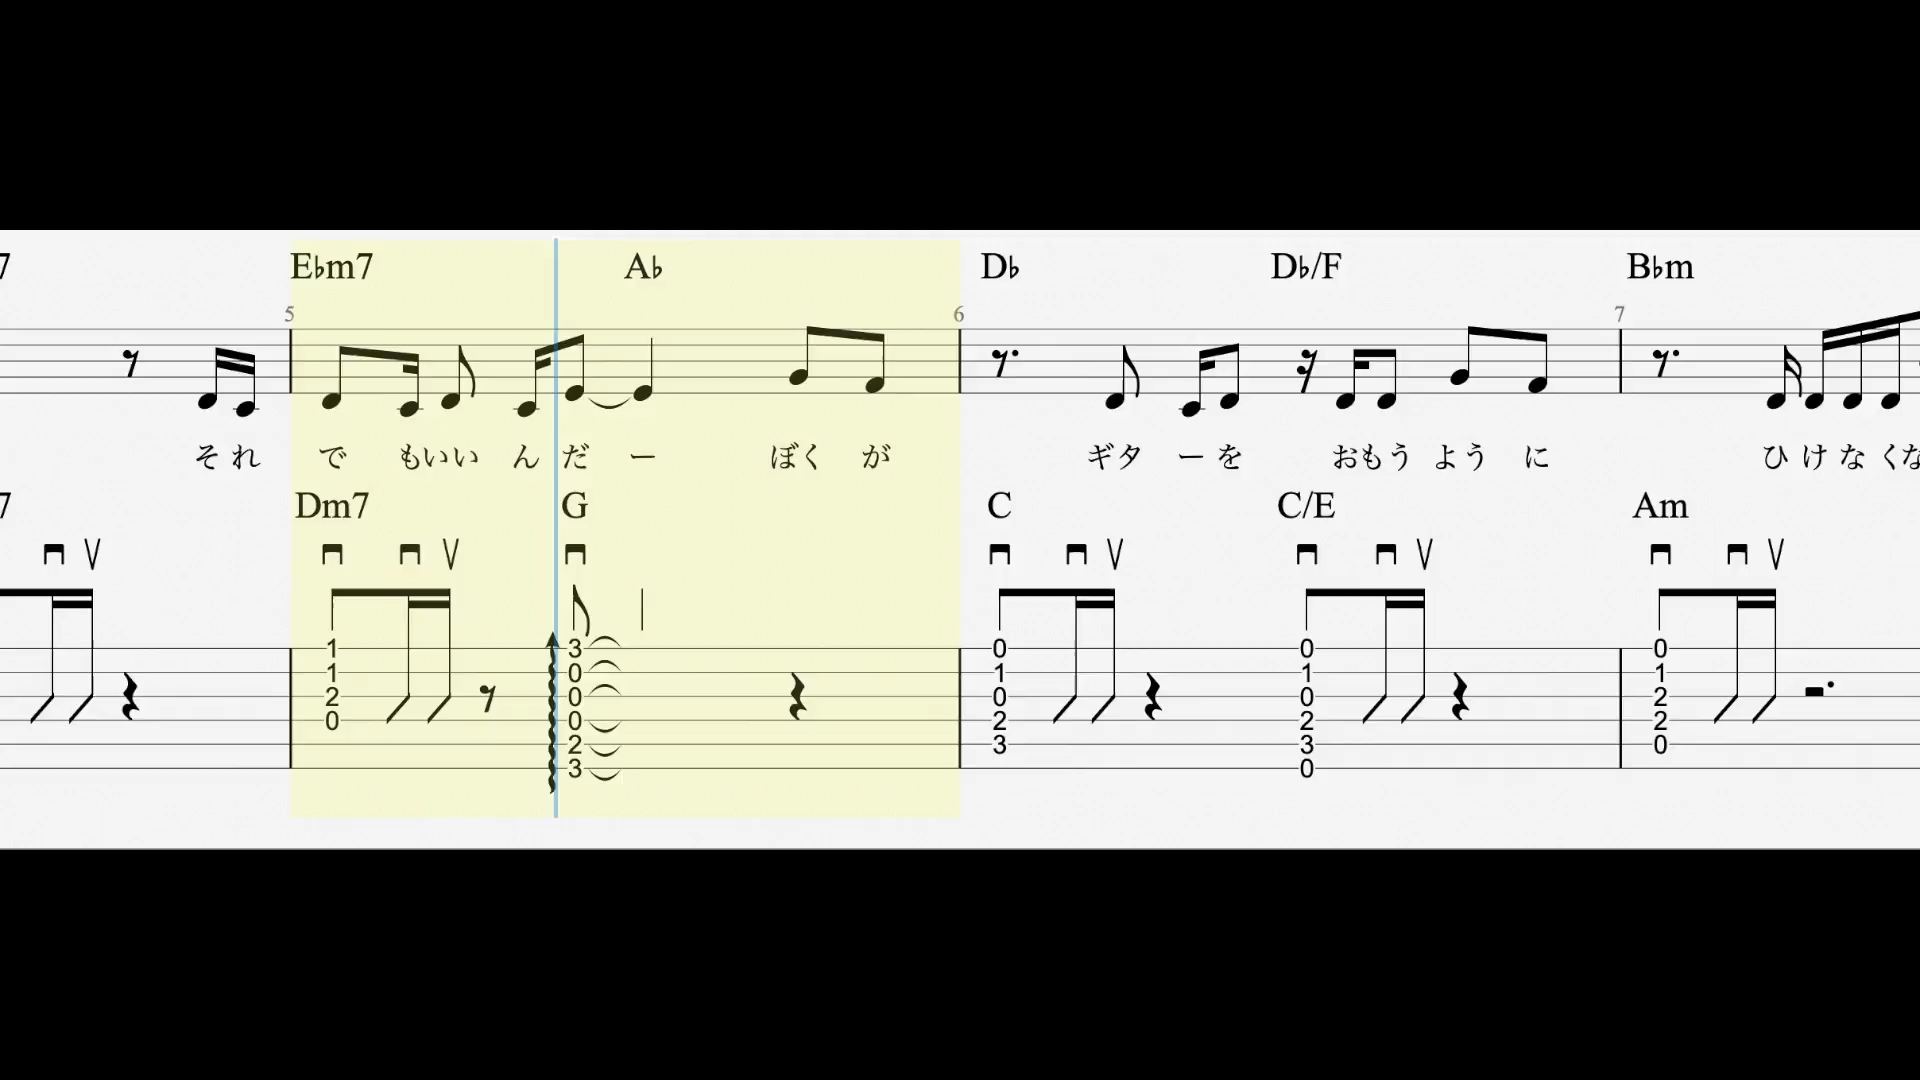 7 E♭m7 A♭ D♭ D♭/F B♭m
5 6 7
それ で もいい ん だ ー ぼく が ギタ ー を おもう よう に ひ け な くな
7 Dm7 G C C/E Am
1 3 0 0 0
1 0 1 1 1
2 0 0 0 2
0 0 2 2 2
2 3 3 0
3 0